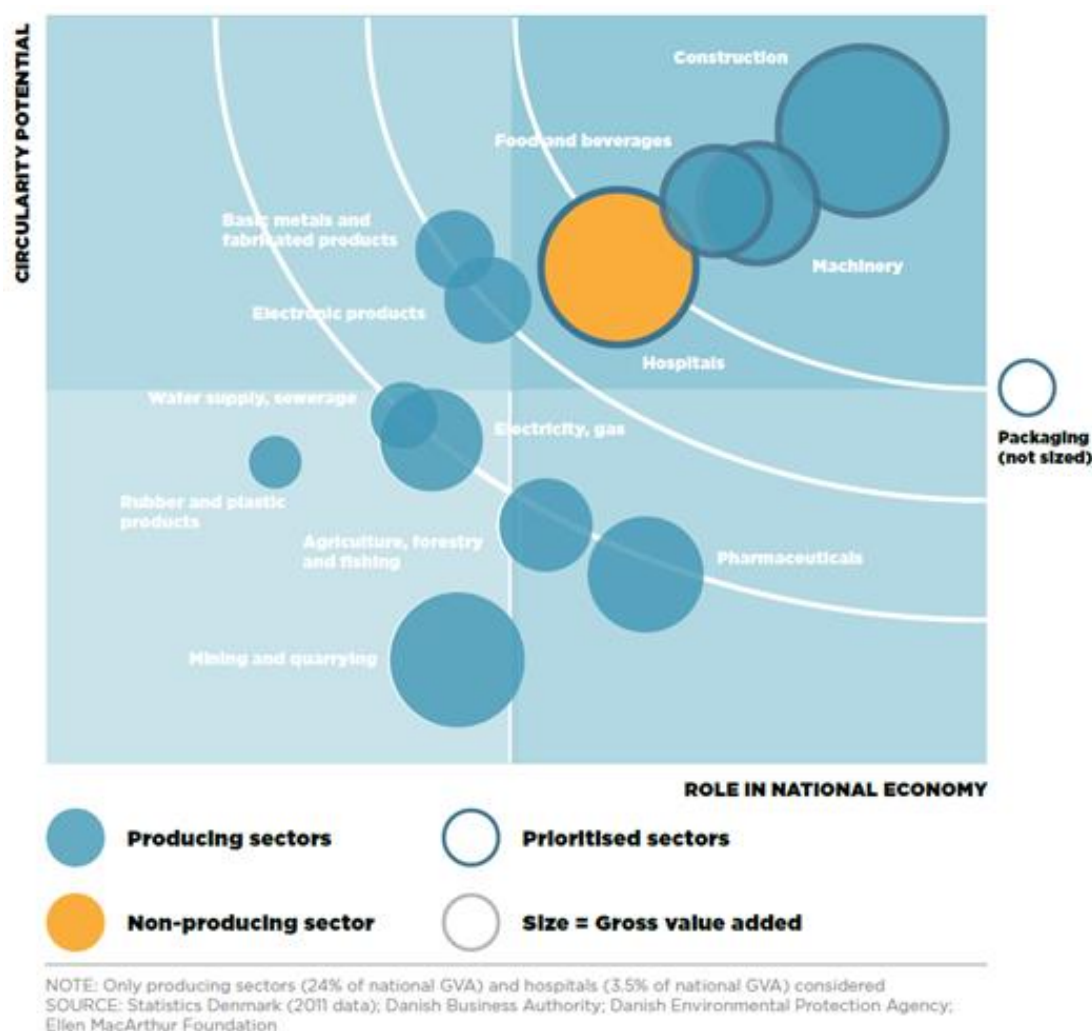 CIRCULARITY POTENTIAL
Construction
Food and beverages
Basic metals and
fabricated products
Machinery
Electronic products
Hospitals
Water supply, sewerage
Electricity, gas
Packaging
(not sized)
Rubber and plastic
products
Agriculture, forestry
and fishing
Pharmaceuticals
Mining and quarrying
ROLE IN NATIONAL ECONOMY
Producing sectors
Prioritised sectors
Non-producing sector
Size = Gross value added
NOTE: Only producing sectors (24% of national GVA) and hospitals (3.5% of national GVA) considered
SOURCE: Statistics Denmark (2011 data); Danish Business Authority; Danish Environmental Protection Agency;
Ellen MacArthur Foundation